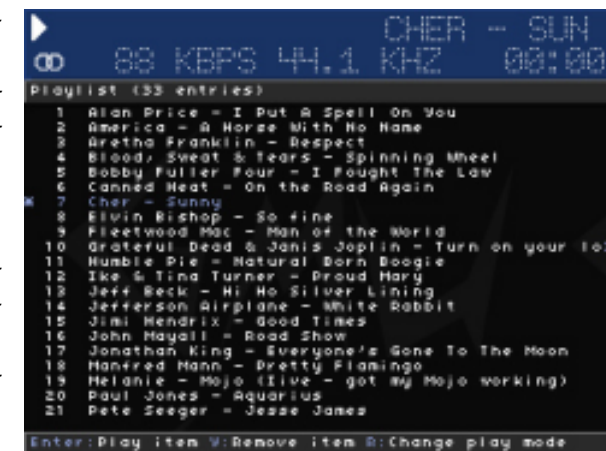 CHER - SUN
88 KBPS 44.1 KHZ 00:00
Playlist (33 entries)
1 Alan Price - I Put A Spell On You
2 America - A Horse With No Name
3 Aretha Franklin - Respect
4 Blood, Sweat & Tears - Spinning Wheel
5 Bobby Fuller Four - I Fought The Law
6 Canned Heat - On the Road Again
7 Cher - Sunny
8 Elvin Bishop - So fine
9 Fleetwood Mac - Man of the World
10 Grateful Dead & Janis Joplin - Turn on your lo
11 Humble Pie - Natural Born Boogie
12 Ike & Tina Turner - Proud Mary
13 Jeff Beck - Hi Ho Silver Lining
14 Jefferson Airplane - White Rabbit
15 Jimi Hendrix - Good Times
16 John Mayall - Road Show
17 Jonathan King - Everyone's Gone To The Moon
18 Manfred Mann - Pretty Flamingo
19 Melanie - Mojo (I've - got my Mojo working)
20 Paul Jones - Aquarius
21 Pete Seeger - Jesse James
Enter:Play item :Remove item :Change play mode